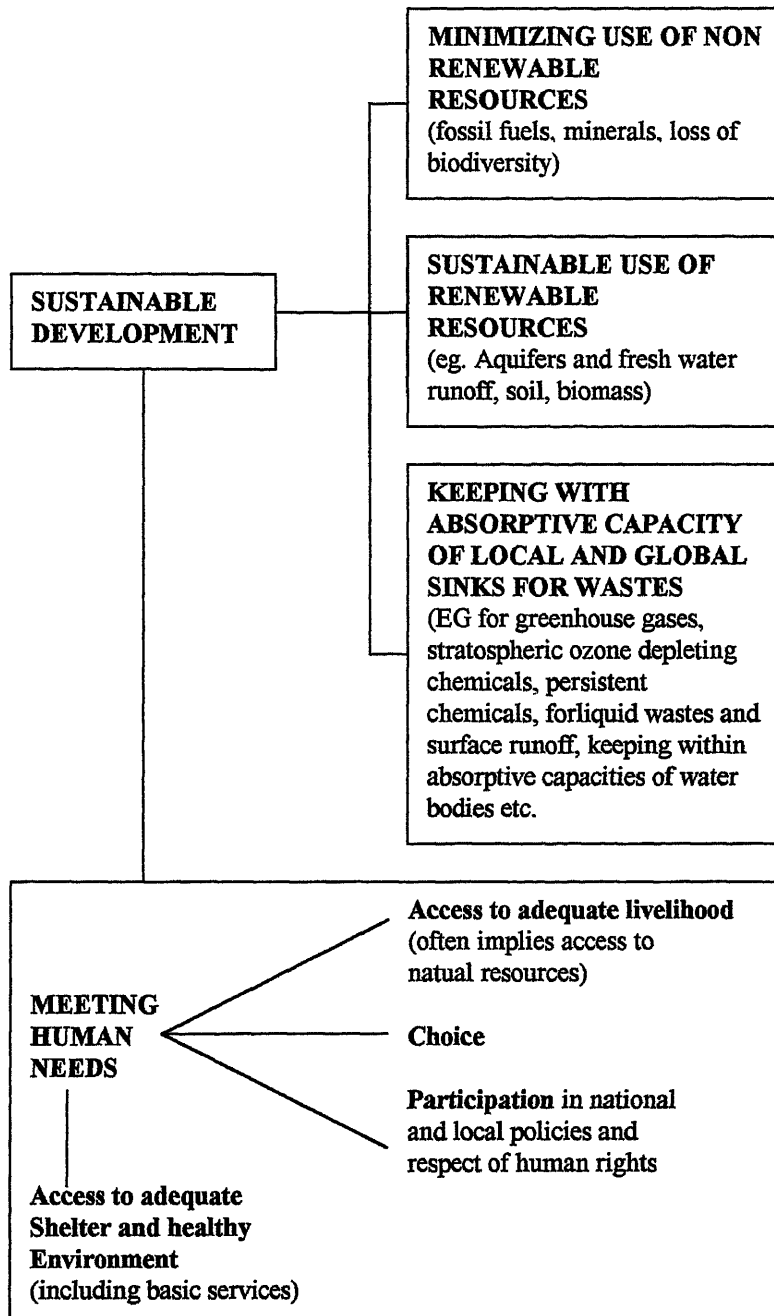 MINIMIZING USE OF NON
RENEWABLE
RESOURCES
(fossil fuels, minerals, loss of
biodiversity)
SUSTAINABLE
DEVELOPMENT
SUSTAINABLE USE OF
RENEWABLE
RESOURCES
(eg. Aquifers and fresh water
runoff, soil, biomass)
KEEPING WITH
ABSORPTIVE CAPACITY
OF LOCAL AND GLOBAL
SINKS FOR WASTES
(EG for greenhouse gases,
stratospheric ozone depleting
chemicals, persistent
chemicals, forliquid wastes and
surface runoff, keeping within
absorptive capacities of water
bodies etc.
MEETING
HUMAN
NEEDS
Access to adequate livelihood
(often implies access to
natual resources)
Choice
Participation in national
and local policies and
respect of human rights
Access to adequate
Shelter and healthy
Environment
(including basic services)